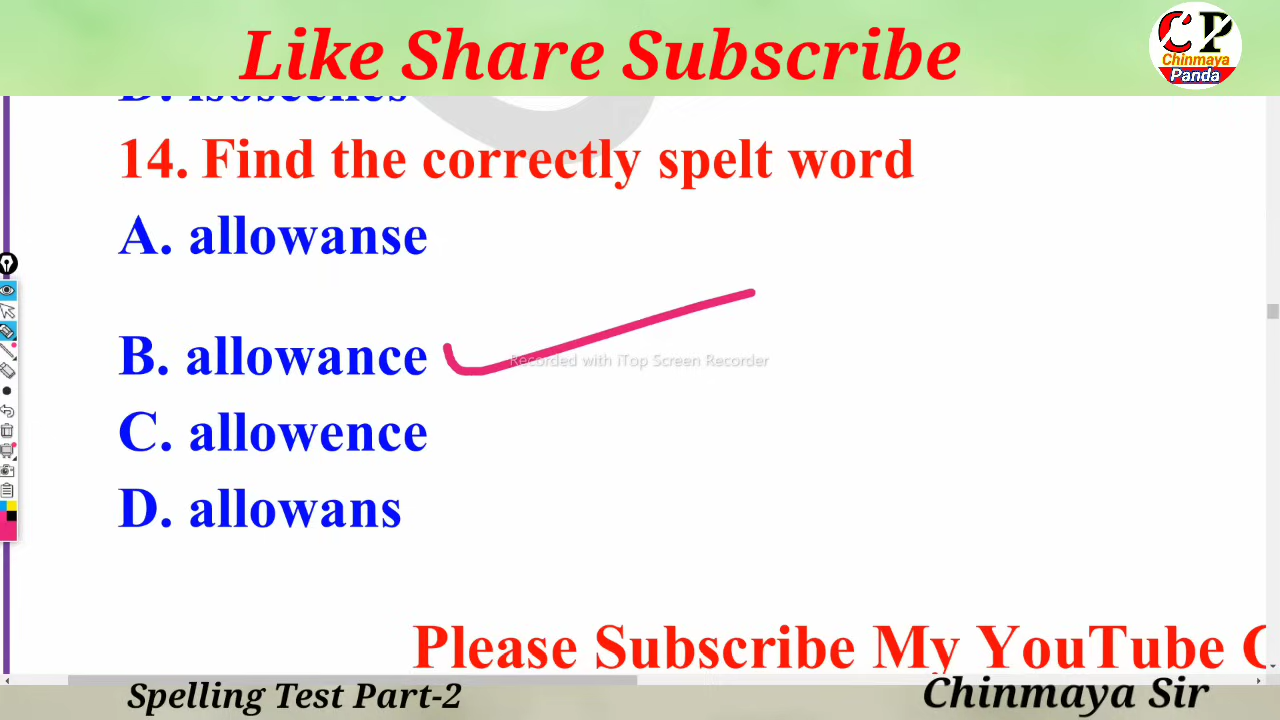 Like Share Subscribe
CP
Chinmaya
Panda
14. Find the correctly spelt word
A. allowanse
B. allowance
Recorded with iTop Screen Recorder
C. allowence
D. allowans
Please Subscribe My YouTube
Spelling Test Part-2
Chinmaya Sir